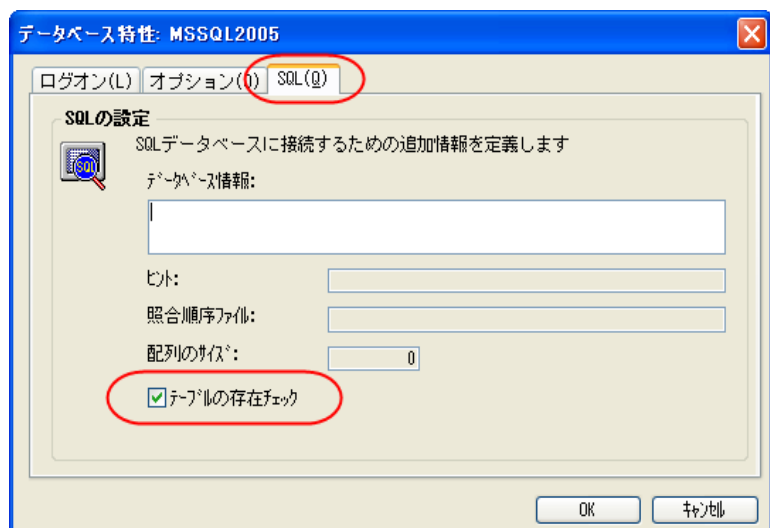 データベース特性: MSSQL2005
ログオン(L) オプション(O) SQL(Q)
SQLの設定
SQL
SQLデータベースに接続するための追加情報を定義します
ﾃﾞｰﾀﾍﾞｰｽ情報:
ﾋﾝﾄ:
照合順序ﾌｧｲﾙ:
配列のｻｲｽﾞ:
0
ﾃｰﾌﾞﾙの存在ﾁｪｯｸ
OK ｷｬﾝｾﾙ